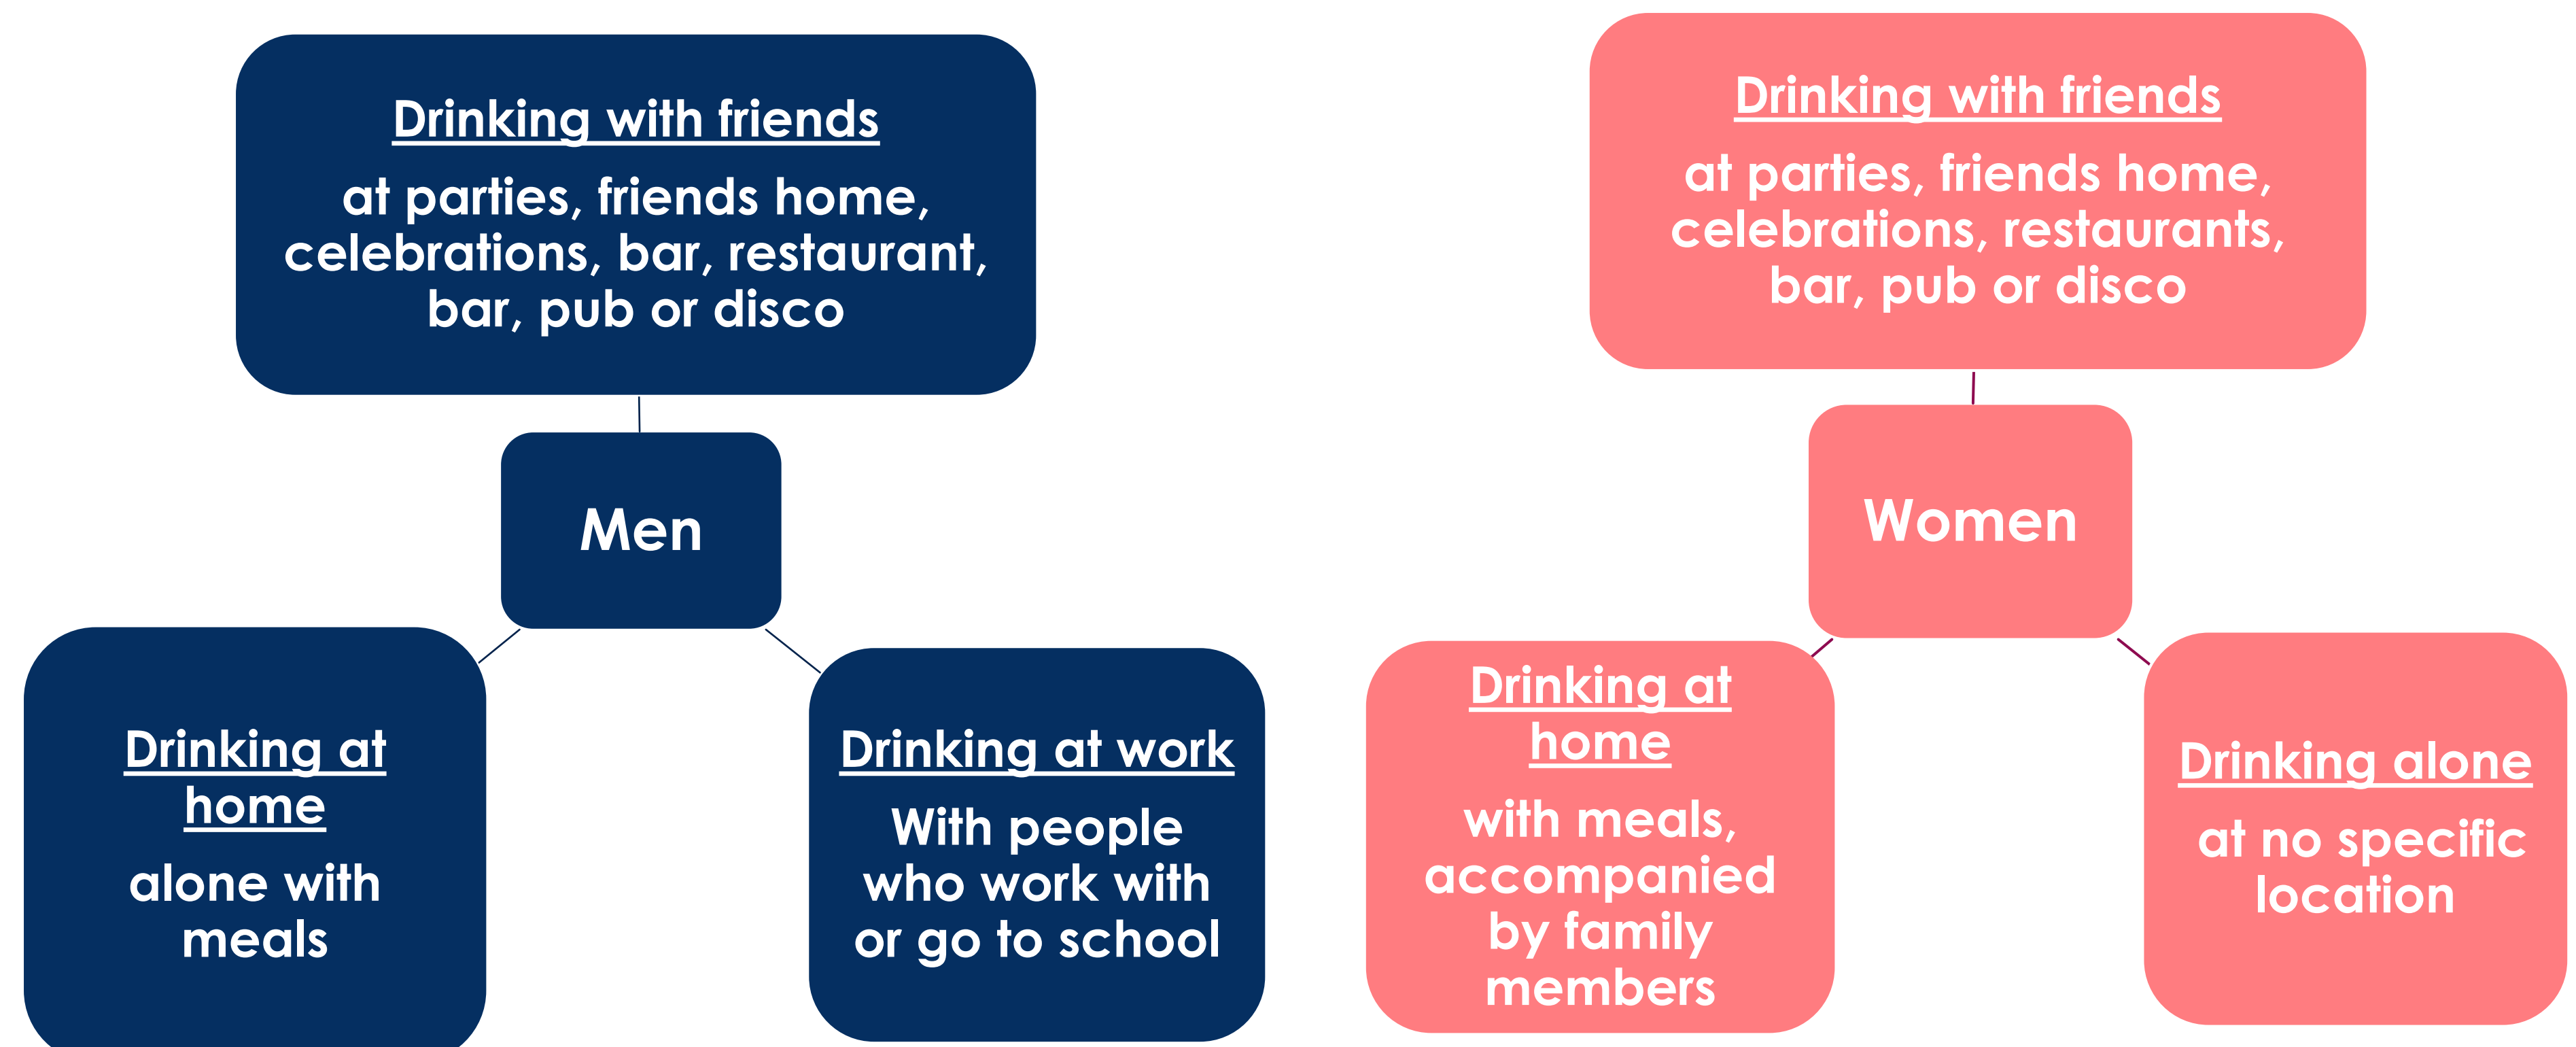 Drinking with friends
at parties, friends home,
celebrations, bar, restaurant,
bar, pub or disco
Men
Drinking at
home
alone with
meals
Drinking at work
With people
who work with
or go to school
Drinking with friends
at parties, friends home,
celebrations, restaurants,
bar, pub or disco
Women
Drinking at
home
with meals,
accompanied
by family
members
Drinking alone
at no specific
location